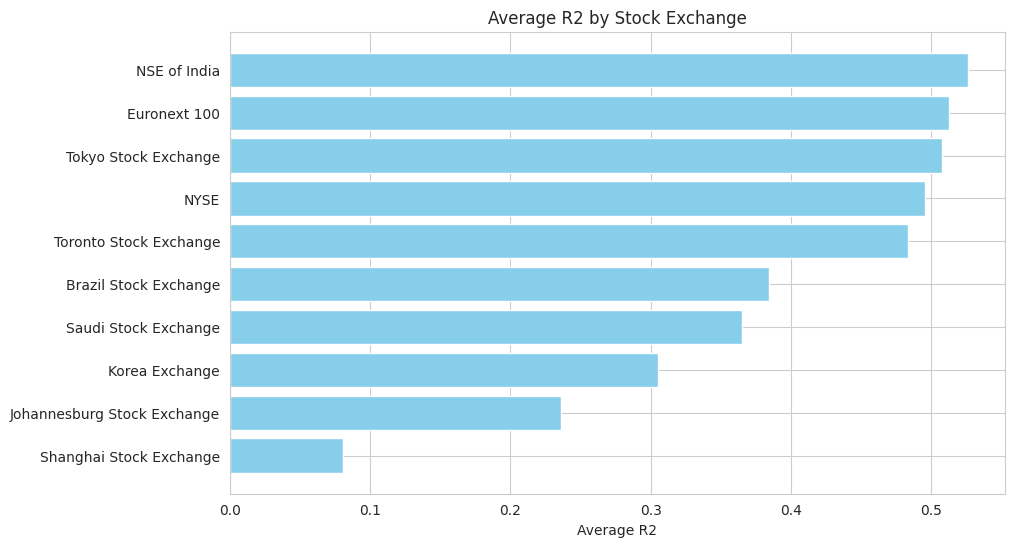 Average R2 by Stock Exchange
NSE of India
Euronext 100
Tokyo Stock Exchange
NYSE
Toronto Stock Exchange
Brazil Stock Exchange
Saudi Stock Exchange
Korea Exchange
Johannesburg Stock Exchange
Shanghai Stock Exchange
0.0 0.1 0.2 0.3 0.4 0.5
Average R2